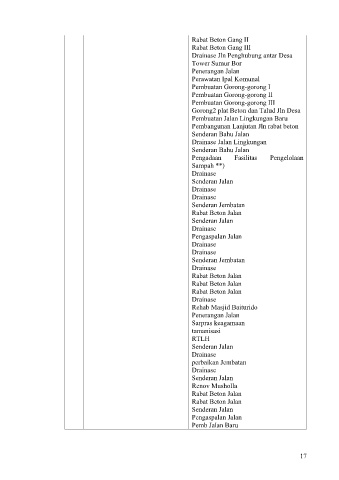 Rabat Beton Gang II
Rabat Beton Gang III
Drainase Jln Penghubung antar Desa
Tower Sumur Bor
Penerangan Jalan
Perawatan Ipal Komunal
Pembuatan Gorong-gorong I
Pembuatan Gorong-gorong II
Pembuatan Gorong-gorong III
Gorong2 plat Beton dan Talud Jln Desa
Pembuatan Jalan Lingkungan Baru
Pembangunan Lanjutan Jln rabat beton
Senderan Bahu Jalan
Drainase Jalan Lingkungan
Senderan Bahu Jalan
Pengadaan Fasilitas Pengelolaan
Sampah **)
Drainase
Senderan Jalan
Drainase
Drainase
Senderan Jembatan
Rabat Beton Jalan
Senderan Jalan
Drainase
Pengaspalan Jalan
Drainase
Drainase
Senderan Jembatan
Drainase
Rabat Beton Jalan
Rabat Beton Jalan
Rabat Beton Jalan
Drainase
Rehab Masjid Baiturido
Penerangan Jalan
Sarpras keagamaan
tamanisasi
RTLH
Senderan Jalan
Drainase
perbaikan Jembatan
Drainase
Senderan Jalan
Renov Musholla
Rabat Beton Jalan
Rabat Beton Jalan
Senderan Jalan
Pengaspalan Jalan
Pemb Jalan Baru
17